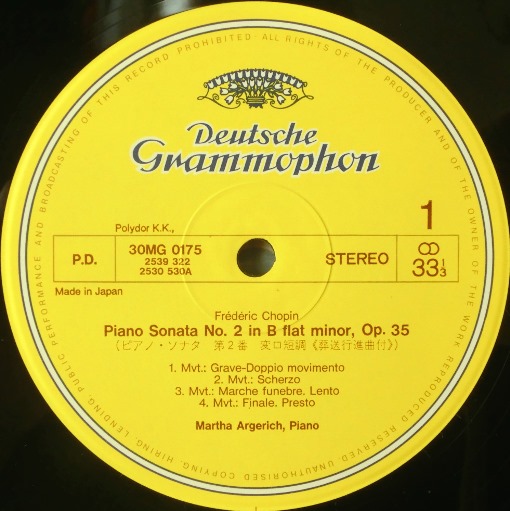 ALL RIGHTS OF THE PRODUCER AND OF THE OWNER OF THE WORK REPRODUCED RESERVED. UNAUTHORISED COPYING, HIRING, LENDING, PUBLIC PERFORMANCE AND BROADCASTING OF THIS RECORD PROHIBITED·
Deutsche
Grammophon
1
Polydor K.K.,
P.D.
30MG 0175
2539 322
2530 530A
STEREO
33 1/3
Made in Japan
Frédéric Chopin
Piano Sonata No. 2 in B flat minor, Op. 35
(ピアノ・ソナタ 第2番 変ロ短調《葬送行進曲付》)
1. Mvt.: Grave-Doppio movimento
2. Mvt.: Scherzo
3. Mvt.: Marche funebre. Lento
4. Mvt.: Finale. Presto
Martha Argerich, Piano